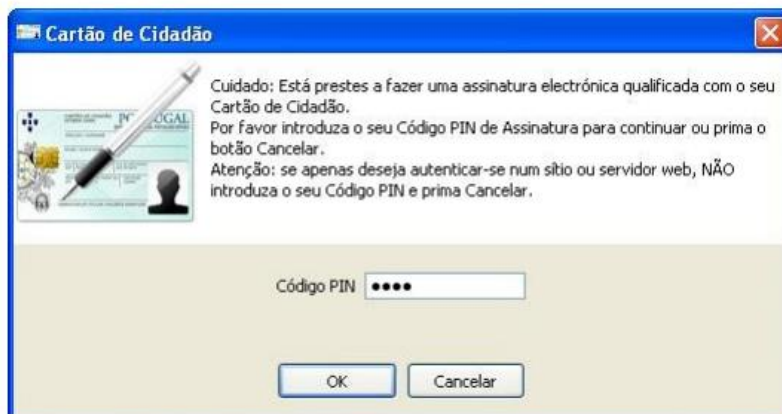 Cartão de Cidadão
Cuidado: Está prestes a fazer uma assinatura electrónica qualificada com o seu
Cartão de Cidadão.
Por favor introduza o seu Código PIN de Assinatura para continuar ou prima o
botão Cancelar.
Atenção: se apenas deseja autenticar-se num sítio ou servidor web, NÃO
introduza o seu Código PIN e prima Cancelar.
PORTUGAL
Código PIN ••••
OK Cancelar